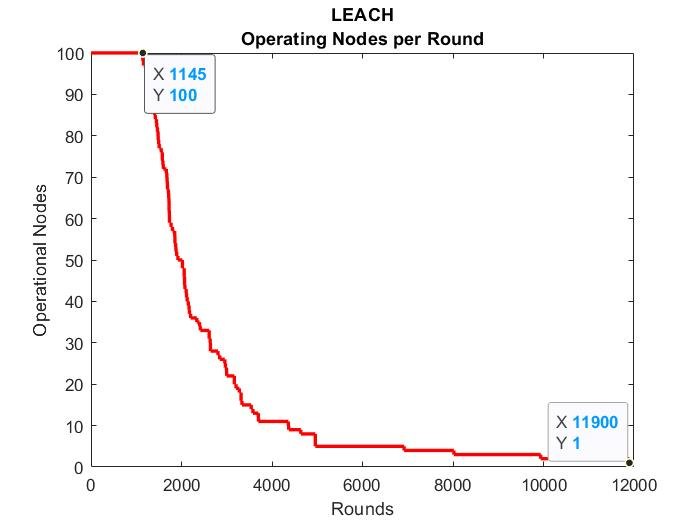 LEACH
Operating Nodes per Round
100
90
80
70
60
50
40
30
20
10
0
Operational Nodes
X 1145
Y 100
X 11900
Y 1
0 2000 4000 6000 8000 10000 12000
Rounds